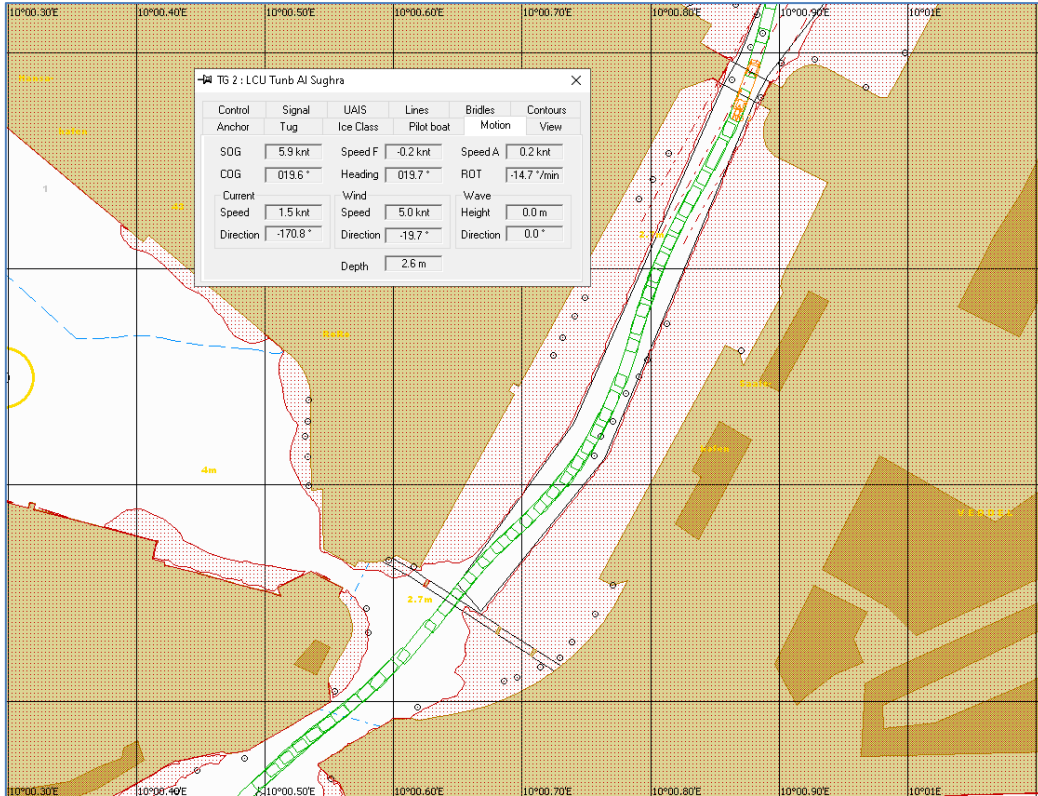 10°00.30'E 10°00.40'E 10°00.50'E 10°00.60'E 10°00.70'E 10°00.80'E 10°00.90'E 10°01'E
TG 2 : LCU Tunb Al Sughra
Control Signal UAIS Lines Bridles Contours
Anchor Tug Ice Class Pilot boat Motion View
SOG 5.9 knt Speed F -0.2 knt Speed A 0.2 knt
COG 019.6 ° Heading 019.7 ° ROT -14.7 °/min
Current Wind Wave
Speed 1.5 knt Speed 5.0 knt Height 0.0 m
Direction -170.8 ° Direction -19.7 ° Direction 0.0 °
Depth 2.6 m
1
4m
2.7m
10°00.30'E 10°00.40'E 10°00.50'E 10°00.60'E 10°00.70'E 10°00.80'E 10°00.90'E 10°01'E